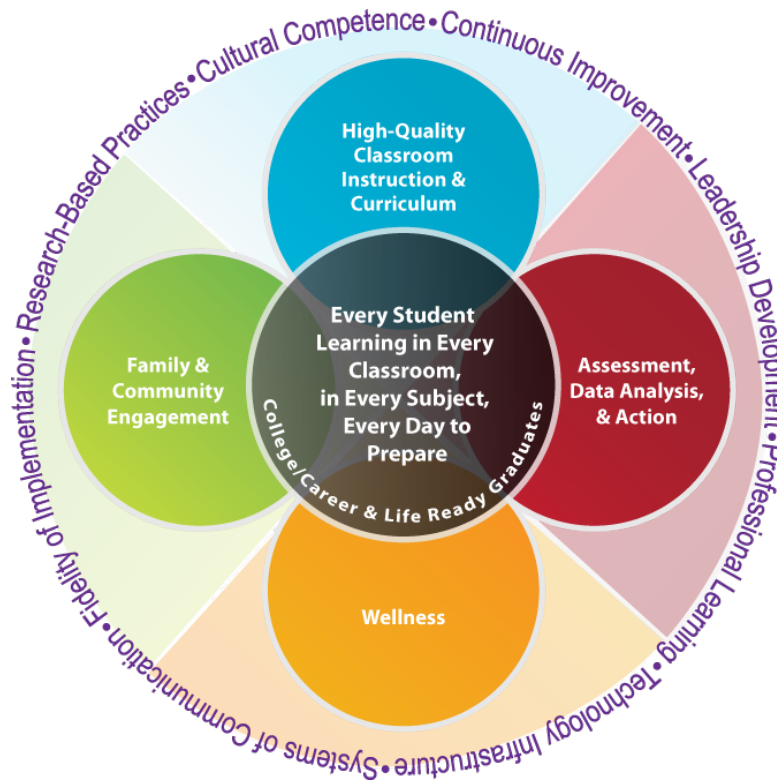 Fidelity of Implementation•Research-Based Practices•Cultural Competence•Continuous Improvement•Leadership Development•Professional Learning•Technology Infrastructure•Systems of Communication•
High-Quality
Classroom
Instruction &
Curriculum
Family &
Community
Engagement
Every Student
Learning in Every
Classroom,
in Every Subject,
Every Day to
Prepare
College/Career & Life Ready Graduates
Assessment,
Data Analysis,
& Action
Wellness